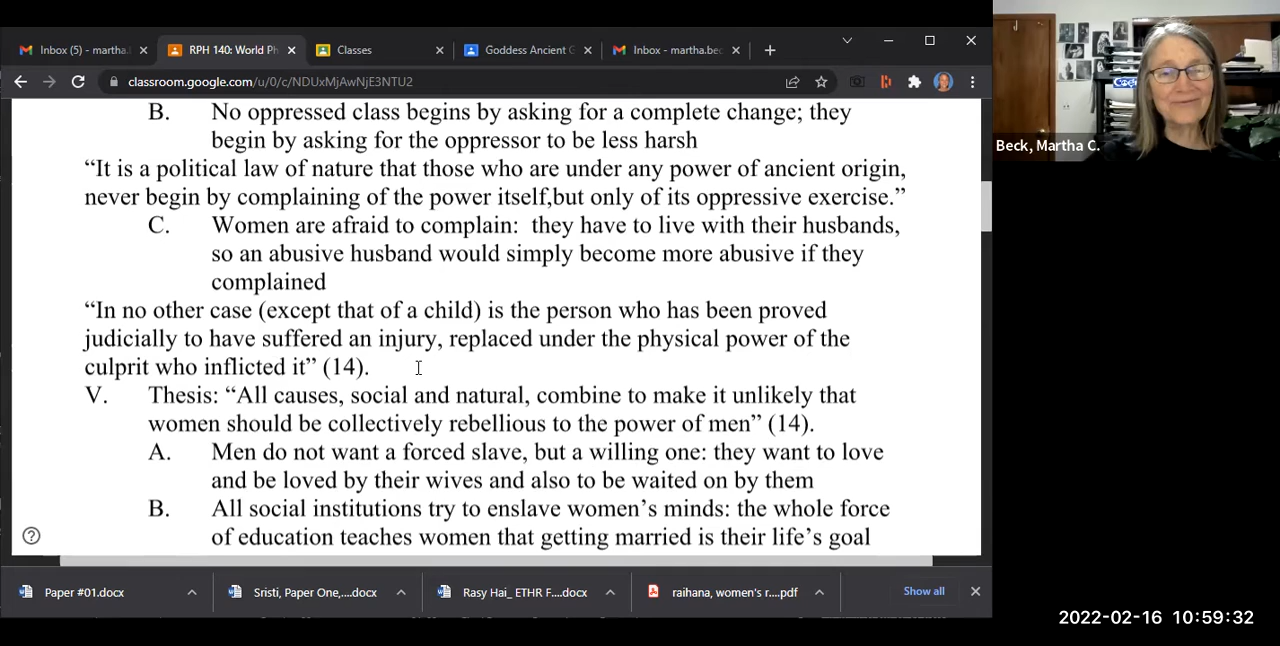 Inbox (5) - martha.
RPH 140: World Ph
Classes
Goddess Ancient G
Inbox - martha.bec
classroom.google.com/u/0/c/NDUxMjAwNjE3NTU2
B. No oppressed class begins by asking for a complete change; they
begin by asking for the oppressor to be less harsh
“It is a political law of nature that those who are under any power of ancient origin,
never begin by complaining of the power itself,but only of its oppressive exercise.”
C. Women are afraid to complain: they have to live with their husbands,
so an abusive husband would simply become more abusive if they
complained
“In no other case (except that of a child) is the person who has been proved
judicially to have suffered an injury, replaced under the physical power of the
culprit who inflicted it” (14).
V. Thesis: “All causes, social and natural, combine to make it unlikely that
women should be collectively rebellious to the power of men” (14).
A. Men do not want a forced slave, but a willing one: they want to love
and be loved by their wives and also to be waited on by them
B. All social institutions try to enslave women’s minds: the whole force
of education teaches women that getting married is their life’s goal
Paper #01.docx
Sristi, Paper One,....docx
Rasy Hai_ ETHR F....docx
raihana, women's r....pdf
Show all
Beck, Martha C.
2022-02-16 10:59:32